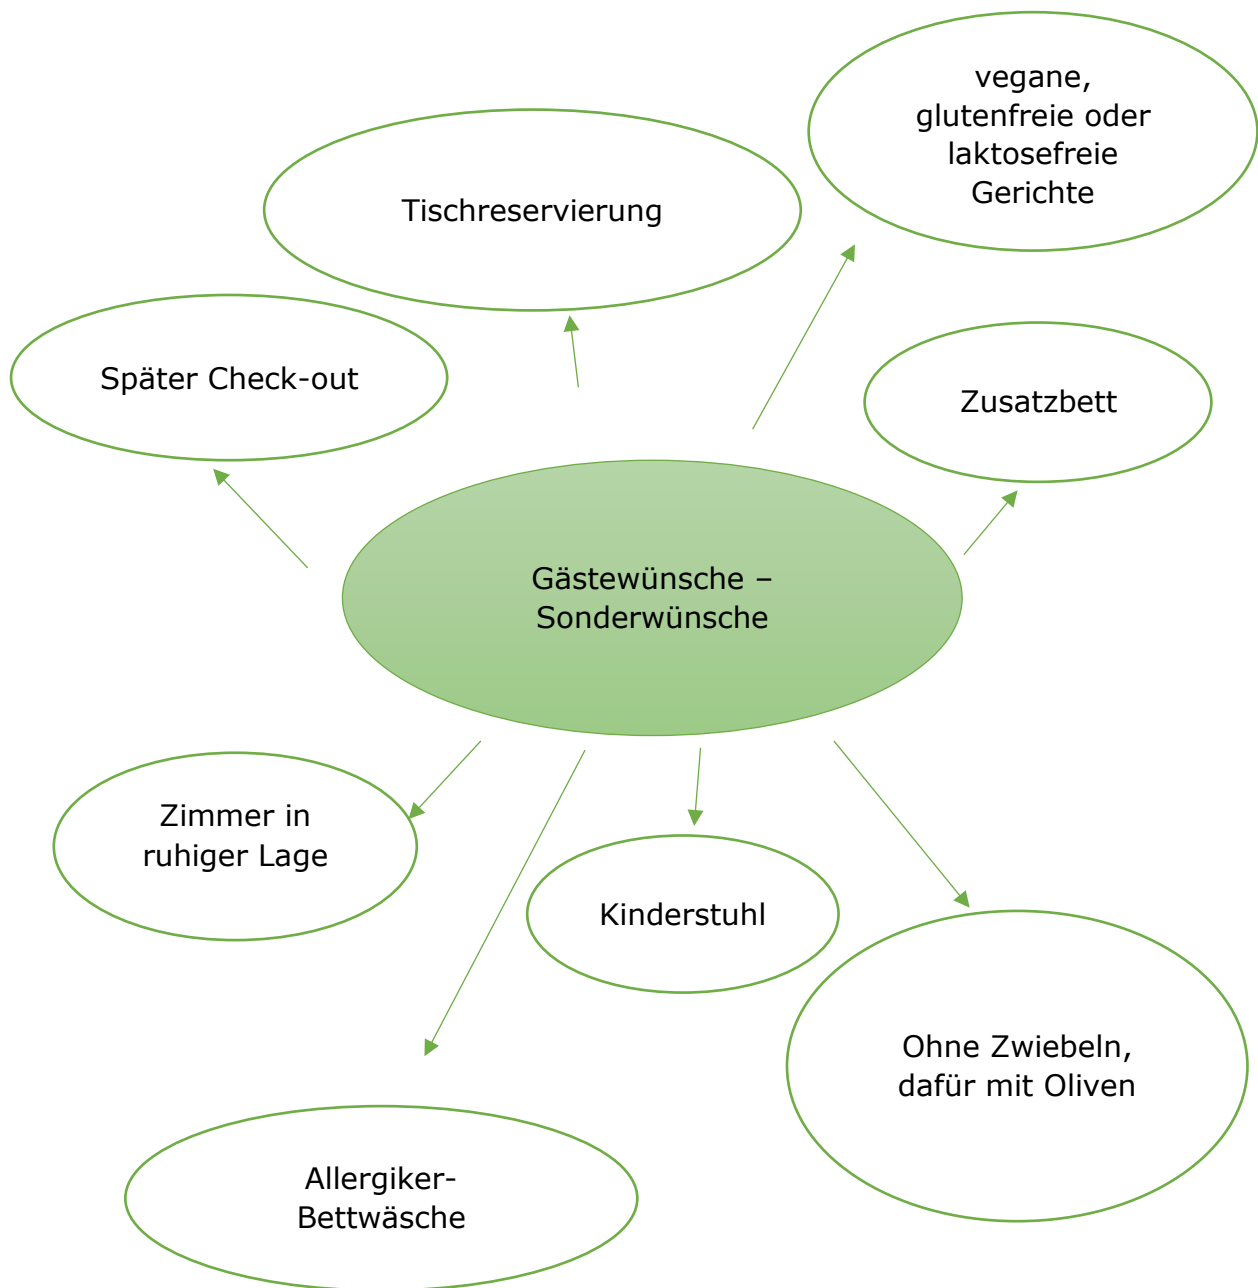 vegane,
glutenfreie oder
laktosefreie
Gerichte
Tischreservierung
Später Check-out
Zusatzbett
Gästewünsche –
Sonderwünsche
Zimmer in
ruhiger Lage
Kinderstuhl
Ohne Zwiebeln,
dafür mit Oliven
Allergiker-
Bettwäsche